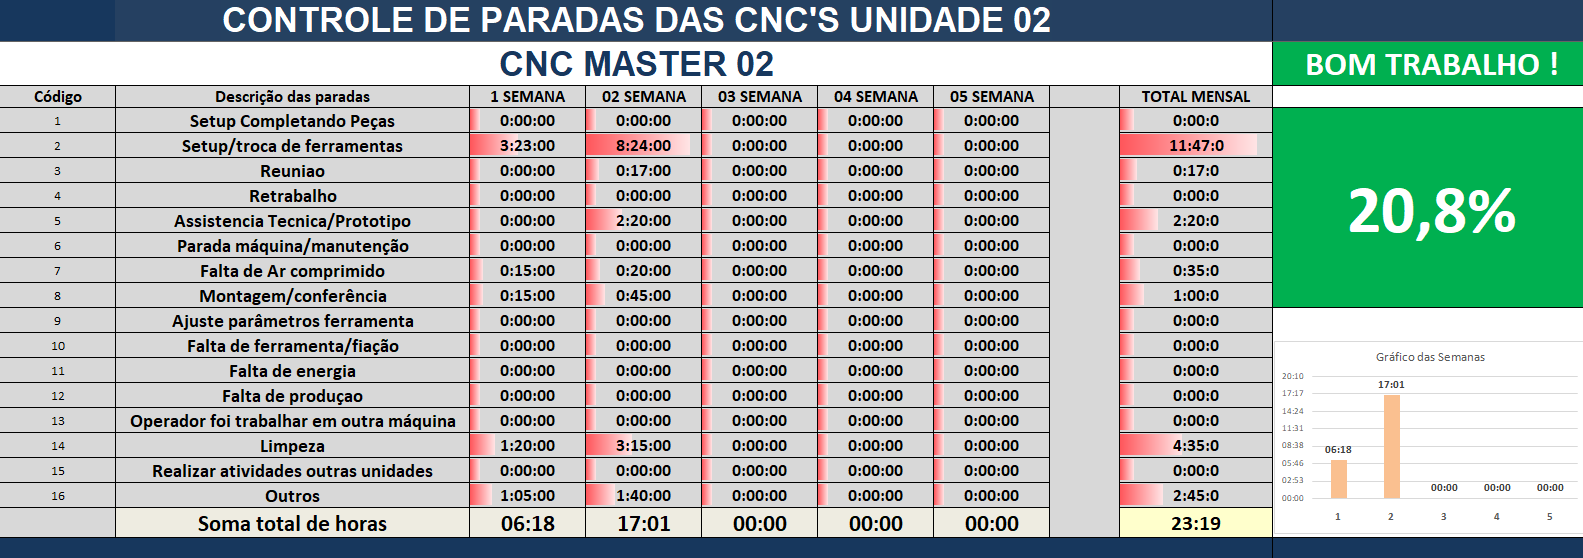 CONTROLE DE PARADAS DAS CNC'S UNIDADE 02
CNC MASTER 02
BOM TRABALHO !
Código Descrição das paradas 1 SEMANA 02 SEMANA 03 SEMANA 04 SEMANA 05 SEMANA TOTAL MENSAL
1 Setup Completando Peças 0:00:00 0:00:00 0:00:00 0:00:00 0:00:00 0:00:0
2 Setup/troca de ferramentas 3:23:00 8:24:00 0:00:00 0:00:00 0:00:00 11:47:0
3 Reuniao 0:00:00 0:17:00 0:00:00 0:00:00 0:00:00 0:17:0
4 Retrabalho 0:00:00 0:00:00 0:00:00 0:00:00 0:00:00 0:00:0
5 Assistencia Tecnica/Prototipo 0:00:00 2:20:00 0:00:00 0:00:00 0:00:00 2:20:0
6 Parada máquina/manutenção 0:00:00 0:00:00 0:00:00 0:00:00 0:00:00 0:00:0
7 Falta de Ar comprimido 0:15:00 0:20:00 0:00:00 0:00:00 0:00:00 0:35:0
8 Montagem/conferência 0:15:00 0:45:00 0:00:00 0:00:00 0:00:00 1:00:0
9 Ajuste parâmetros ferramenta 0:00:00 0:00:00 0:00:00 0:00:00 0:00:00 0:00:0
10 Falta de ferramenta/fiação 0:00:00 0:00:00 0:00:00 0:00:00 0:00:00 0:00:0
11 Falta de energia 0:00:00 0:00:00 0:00:00 0:00:00 0:00:00 0:00:0
12 Falta de produçao 0:00:00 0:00:00 0:00:00 0:00:00 0:00:00 0:00:0
13 Operador foi trabalhar em outra máquina 0:00:00 0:00:00 0:00:00 0:00:00 0:00:00 0:00:0
14 Limpeza 1:20:00 3:15:00 0:00:00 0:00:00 0:00:00 4:35:0
15 Realizar atividades outras unidades 0:00:00 0:00:00 0:00:00 0:00:00 0:00:00 0:00:0
16 Outros 1:05:00 1:40:00 0:00:00 0:00:00 0:00:00 2:45:0
Soma total de horas 06:18 17:01 00:00 00:00 00:00 23:19
20,8%
Gráfico das Semanas
20:10
17:17
14:24
11:31
08:38
05:46
02:53
00:00
06:18 17:01 00:00 00:00 00:00
1 2 3 4 5